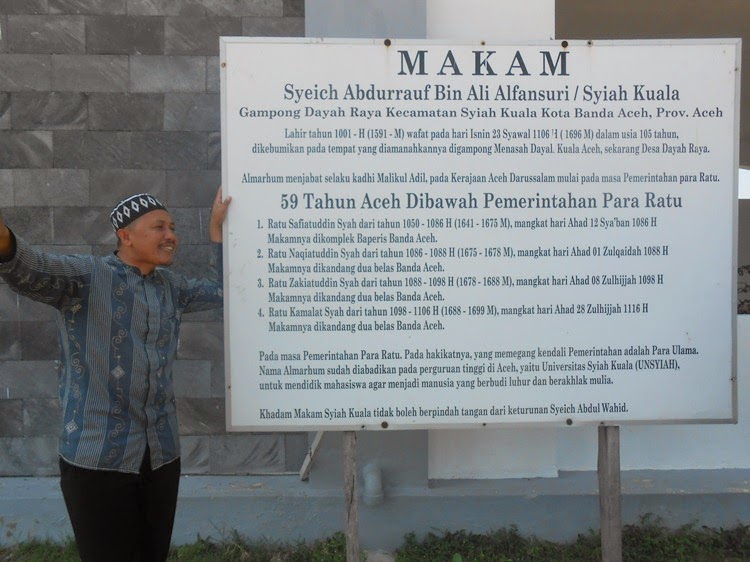 MAKAM
Syeich Abdurrauf Bin Ali Alfansuri / Syiah Kuala
Gampong Dayah Raya Kecamatan Syiah Kuala Kota Banda Aceh, Prov. Aceh
Lahir tahun 1001 - H (1591 - M) wafat pada hari Isnin 23 Syawal 1106 H ( 1696 M) dalam usia 105 tahun,
dikebumikan pada tempat yang diamanahkannya digampong Menasah Dayal. Kuala Aceh, sekarang Desa Dayah Raya.
Almarhum menjabat selaku kadhi Malikul Adil, pada Kerajaan Aceh Darussalam mulai pada masa Pemerintahan para Ratu.
59 Tahun Aceh Dibawah Pemerintahan Para Ratu
1. Ratu Safiatuddin Syah dari tahun 1050 - 1086 H (1641 - 1675 M), mangkat hari Ahad 12 Sya'ban 1086 H
Makamnya dikomplek Baperis Banda Aceh.
2. Ratu Naqiatuddin Syah dari tahun 1086 - 1088 H (1675 - 1678 M), mangkat hari Ahad 01 Zulqaidah 1088 H
Makamnya dikandang dua belas Banda Aceh.
3. Ratu Zakiatuddin Syah dari tahun 1088 -1098 H (1678 - 1688 M), mangkat hari Ahad 08 Zulhijjah 1098 H
Makamnya dikandang dua belas Banda Aceh.
4. Ratu Kamalat Syah dari tahun 1098 - 1106 H (1688 - 1699 M), mangkat hari Ahad 28 Zulhijjah 1116 H
Makamnya dikandang dua belas Banda Aceh.
Pada masa Pemerintahan Para Ratu. Pada hakikatnya, yang memegang kendali Pemerintahan adalah Para Ulama.
Nama Almarhum sudah diabadikan pada perguruan tinggi di Aceh, yaitu Universitas Syiah Kuala (UNSYIAH),
untuk mendidik mahasiswa agar menjadi manusia yang berbudi luhur dan berakhlak mulia.
Khadam Makam Syiah Kuala tidak boleh berpindah tangan dari keturunan Syeich Abdul Wahid.